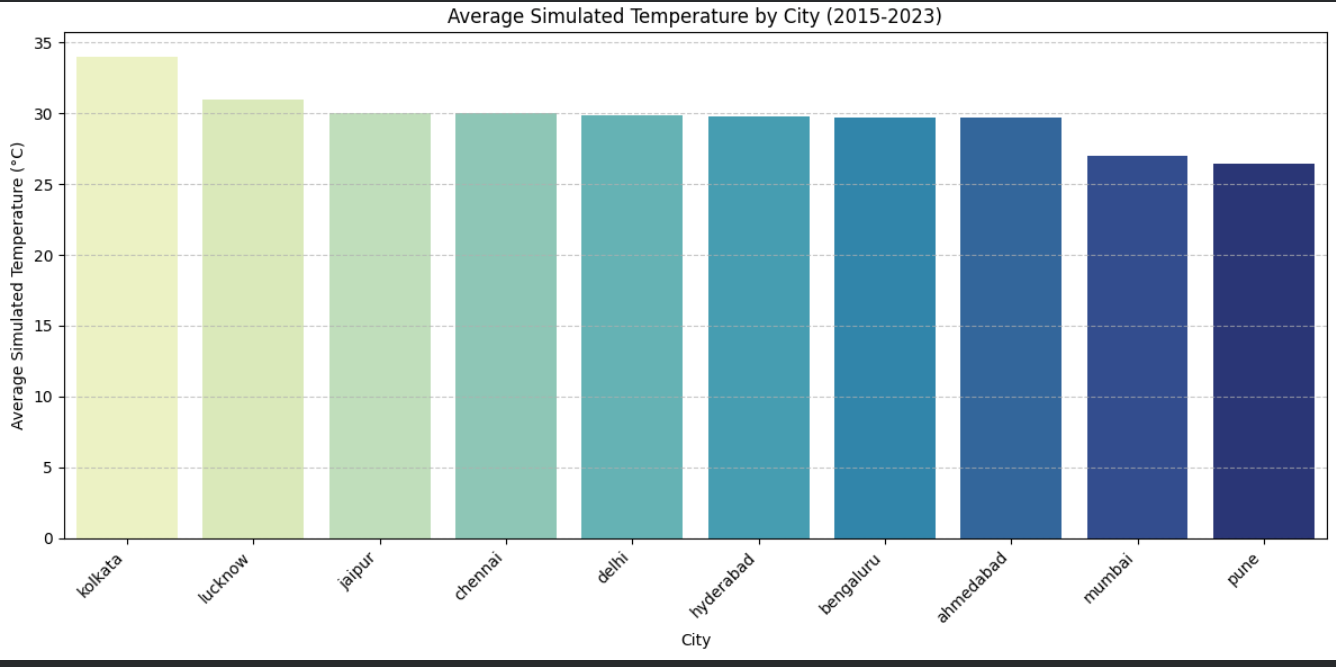 Average Simulated Temperature by City (2015-2023)
Average Simulated Temperature (°C)
35
30
25
20
15
10
5
0
kolkata
lucknow
jaipur
chennai
delhi
hyderabad
bengaluru
ahmedabad
mumbai
pune
City